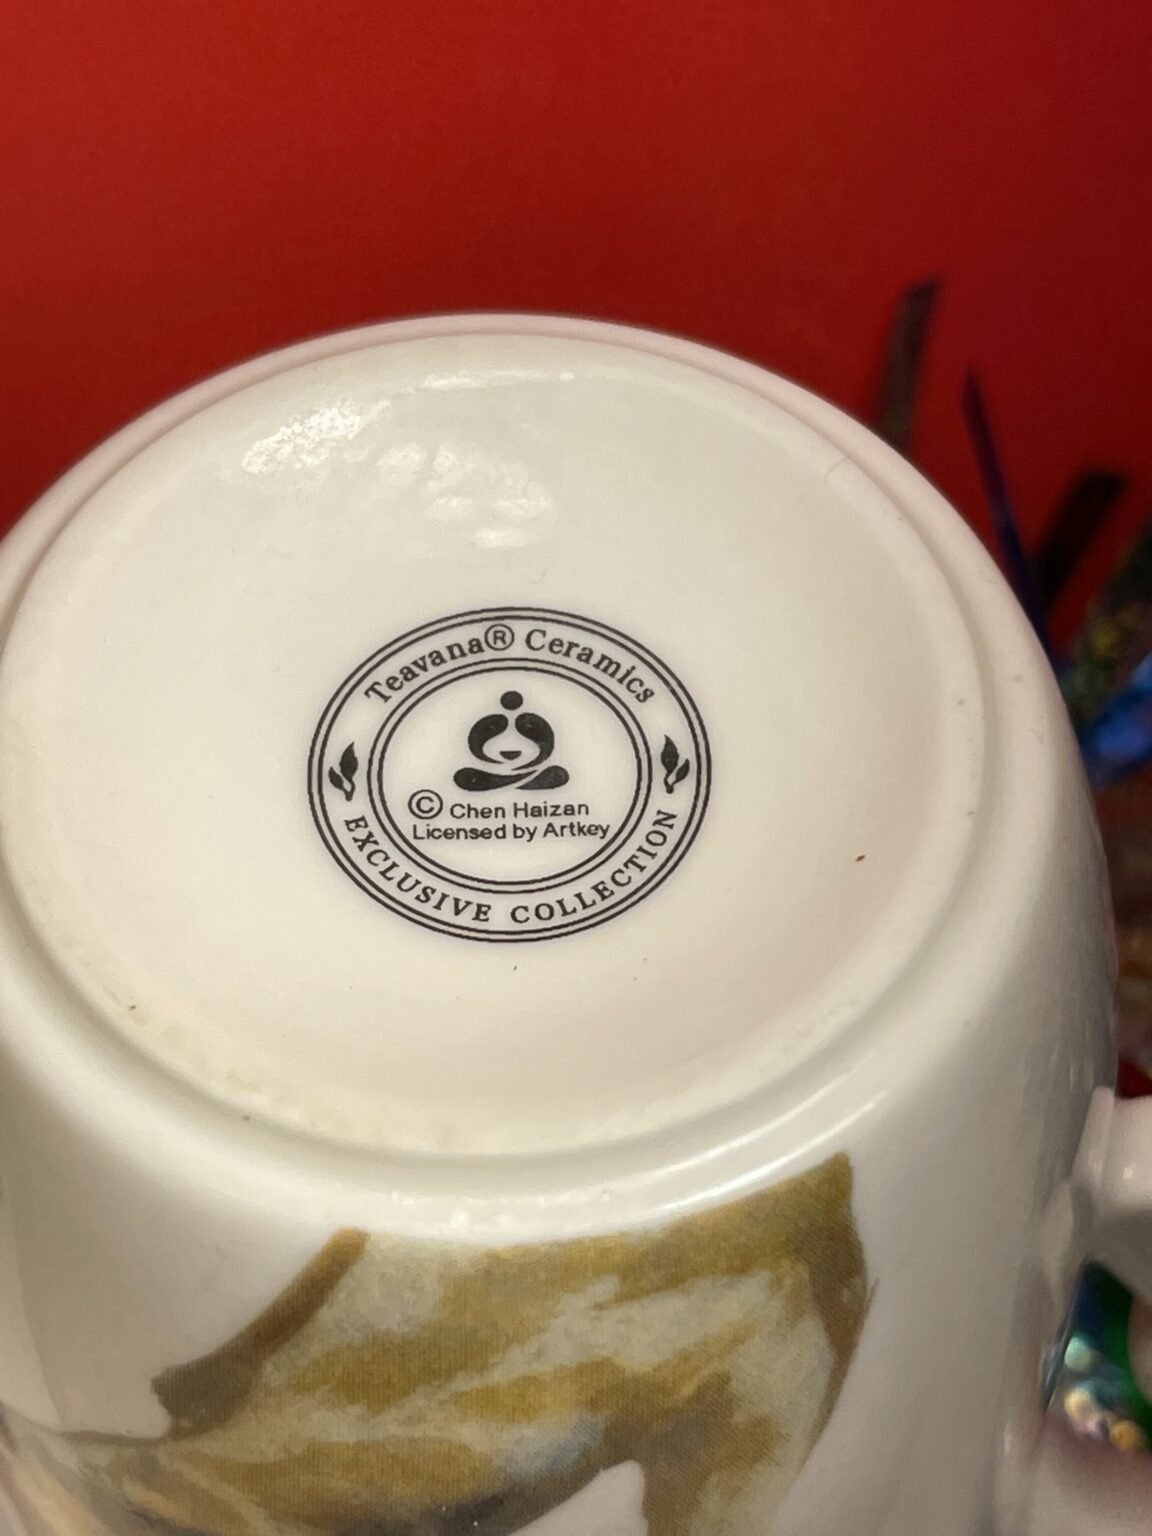 Teavana® Ceramics
© Chen Haizan
Licensed by Artkey
EXCLUSIVE COLLECTION